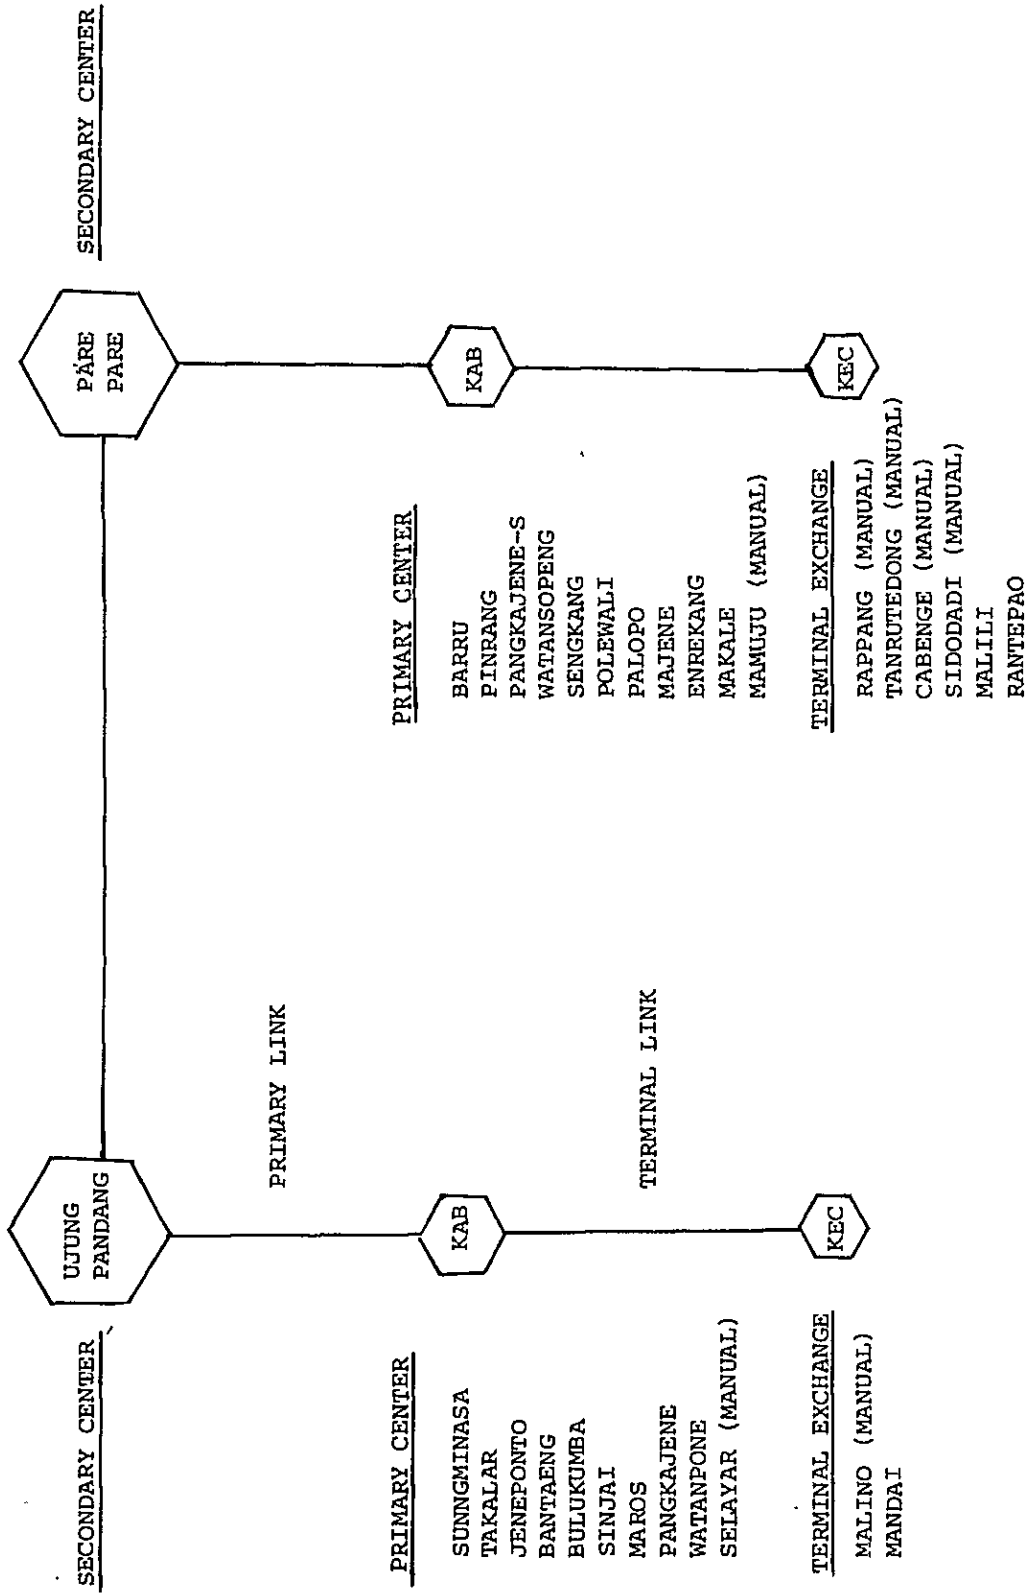 SECONDARY CENTER
UJUNG
PANDANG
PRIMARY LINK
PRIMARY CENTER
KAB
SUNNGMINASA
TAKALAR
JENEPONTO
BANTAENG
BULUKUMBA
SINJAI
MAROS
PANGKAJENE
WATANPONE
SELAYAR (MANUAL)
TERMINAL LINK
TERMINAL EXCHANGE
KEC
MALINO (MANUAL)
MANDAI
PARE
PARE
SECONDARY CENTER
PRIMARY CENTER
KAB
BARRU
PINRANG
PANGKAJENE-S
WATANSOPENG
SENGKANG
POLEWALI
PALOPO
MAJENE
ENREKANG
MAKALE
MAMUJU (MANUAL)
TERMINAL EXCHANGE
KEC
RAPPANG (MANUAL)
TANRUTEDONG (MANUAL)
CABENGE (MANUAL)
SIDODADI (MANUAL)
MALILI
RANTEPAO